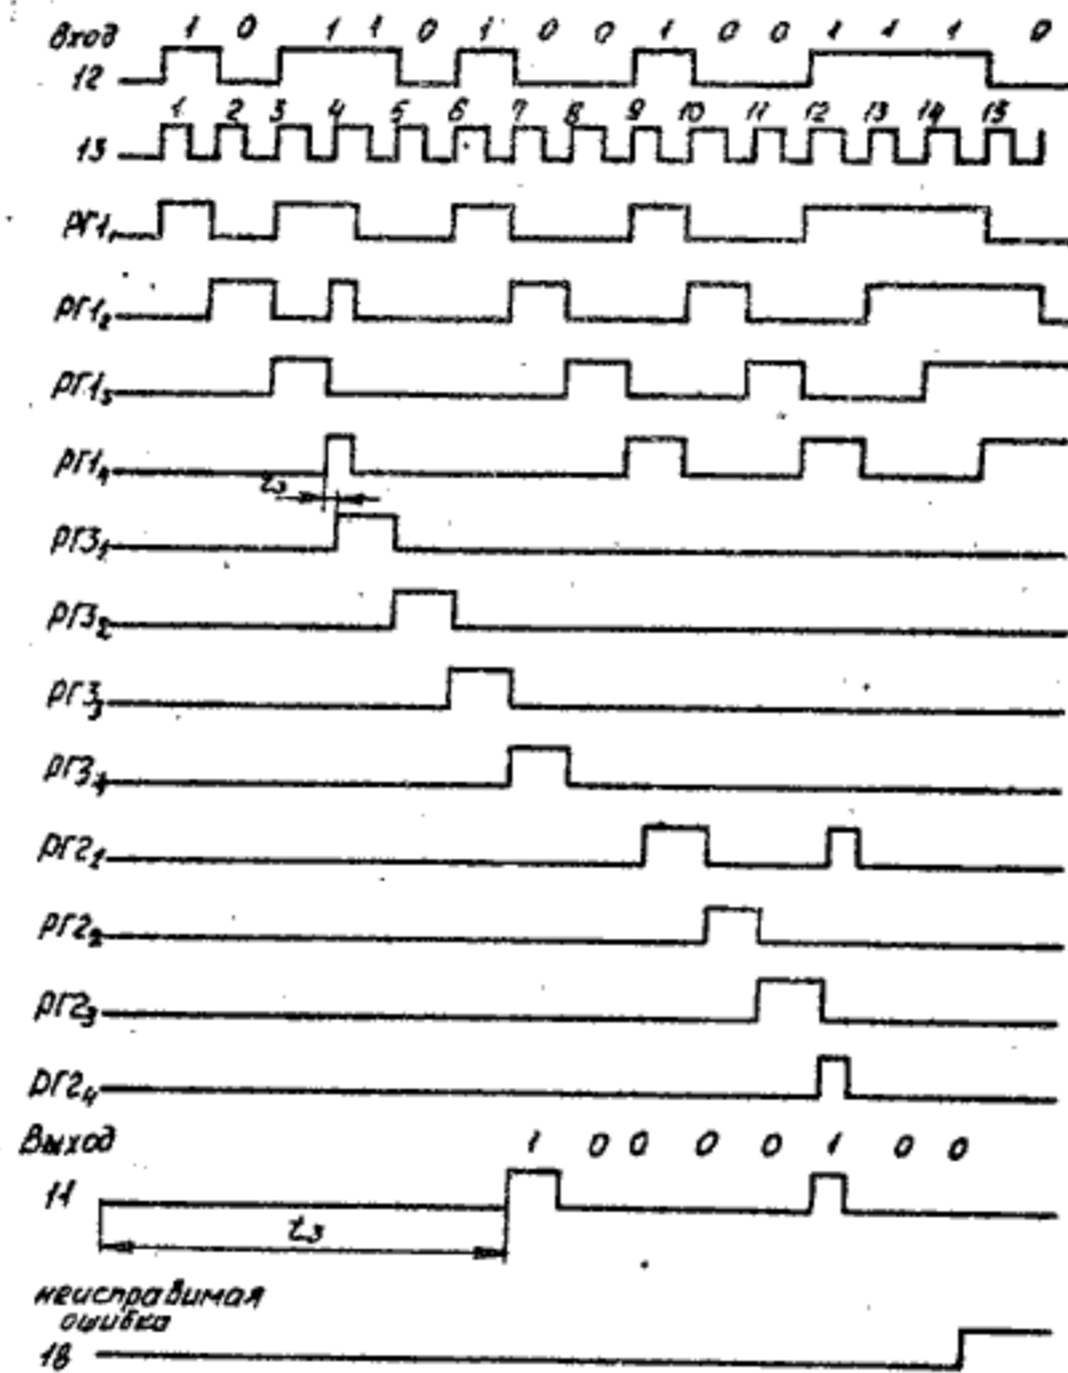 вход 1 0 1 1 0 1 0 0 1 0 0 1 1 1 0
12
1 2 3 4 5 6 7 8 9 10 11 12 13 14 15
13
РГ1₁
РГ1₂
РГ1₃
РГ1₄
τ₃
РГ3₁
РГ3₂
РГ3₃
РГ3₄
РГ2₁
РГ2₂
РГ2₃
РГ2₄
Выход 1 0 0 0 0 1 0 0
11
τ₃
неисправимая
ошибка
18